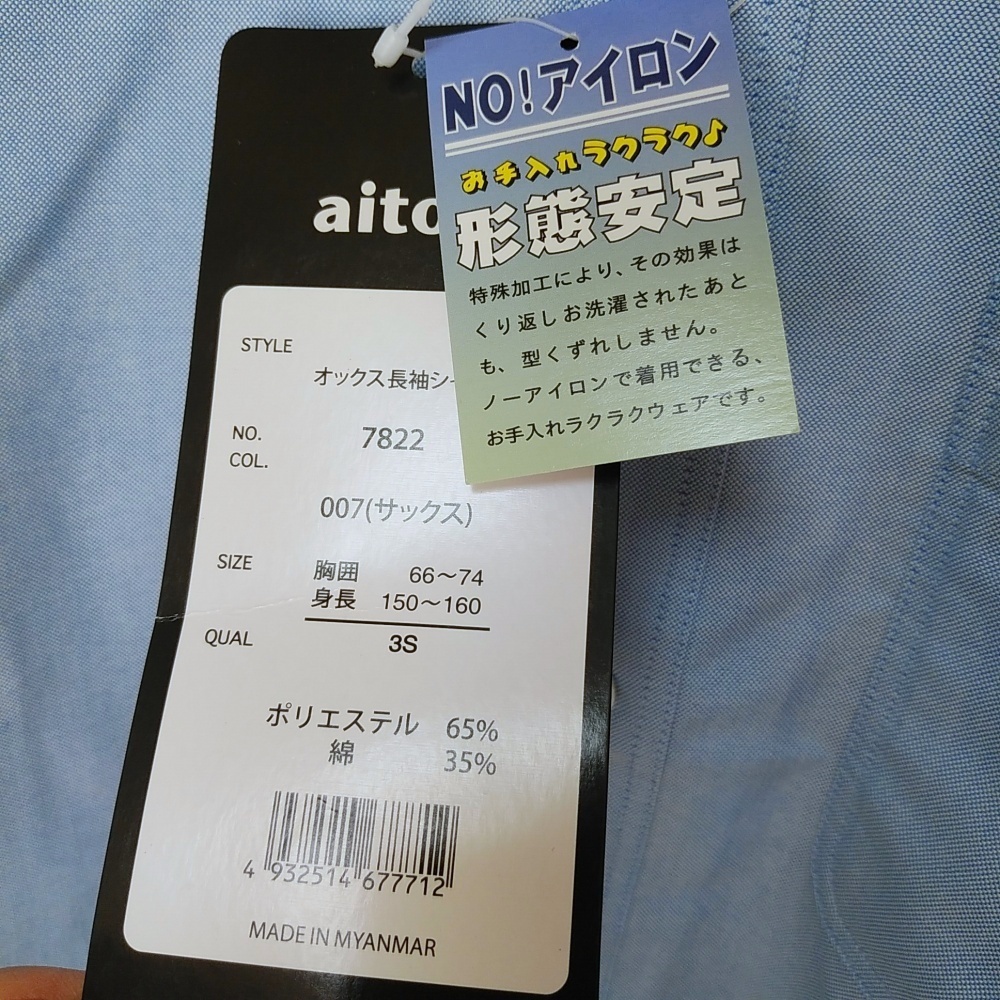 NO!アイロン
お手入れラクラク♪
形態安定
特殊加工により、その効果は
くり返しお洗濯されたあと
も、型くずれしません。
ノーアイロンで着用できる、
お手入れラクラクウェアです。
aito
STYLE
オックス長袖シ
NO. 7822
COL.
007(サックス)
SIZE 胸囲 66〜74
身長 150〜160
QUAL 3S
ポリエステル 65%
綿 35%
4 932514 677712
MADE IN MYANMAR